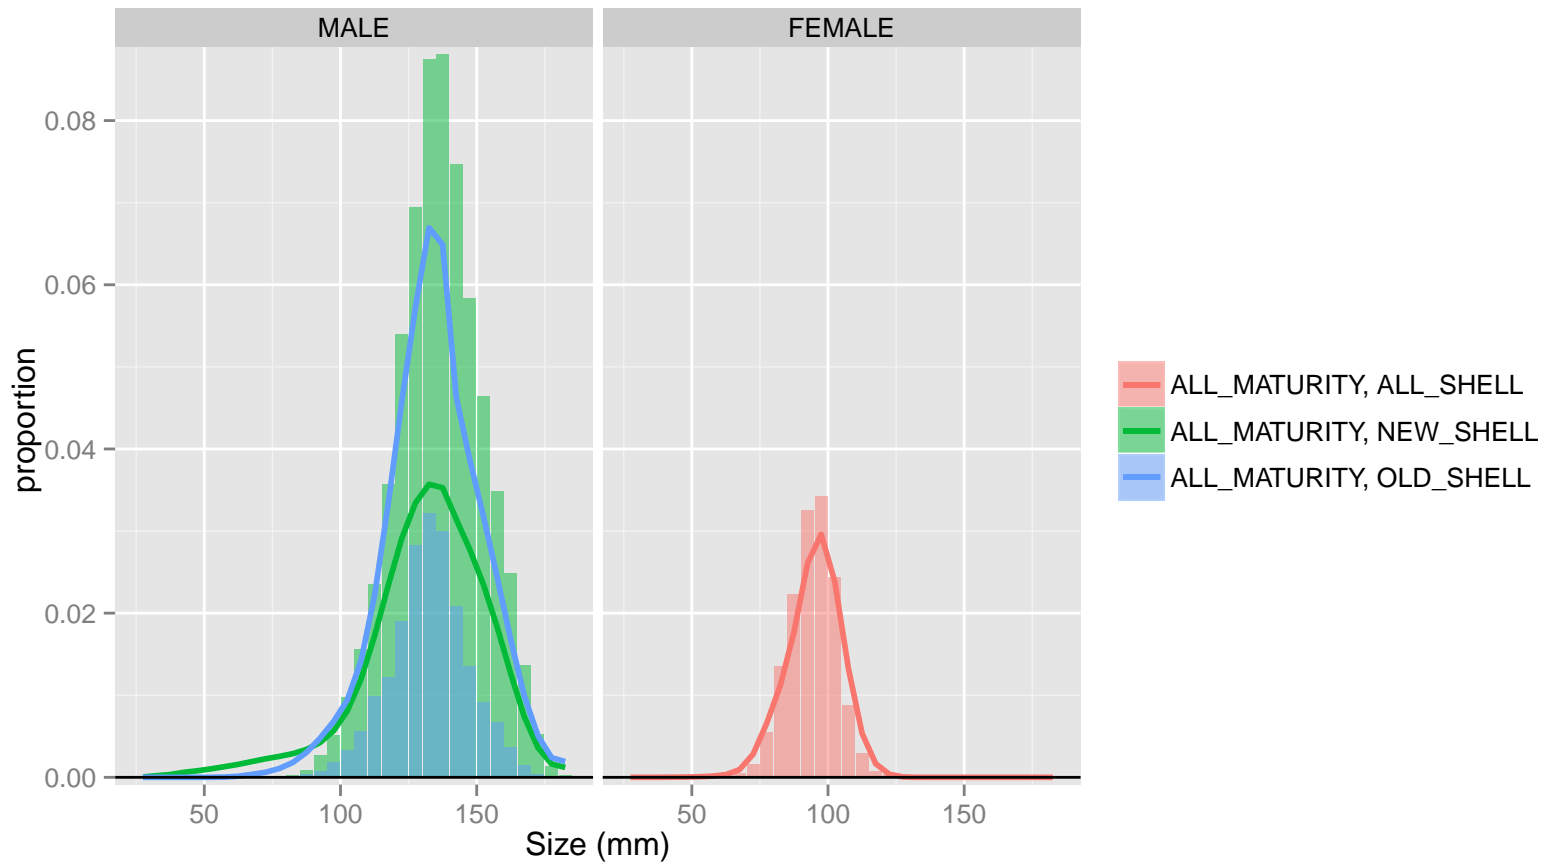 MALE
FEMALE
0.08
0.06
0.04
0.02
0.00
proportion
50 100 150
50 100 150
Size (mm)
ALL_MATURITY, ALL_SHELL
ALL_MATURITY, NEW_SHELL
ALL_MATURITY, OLD_SHELL